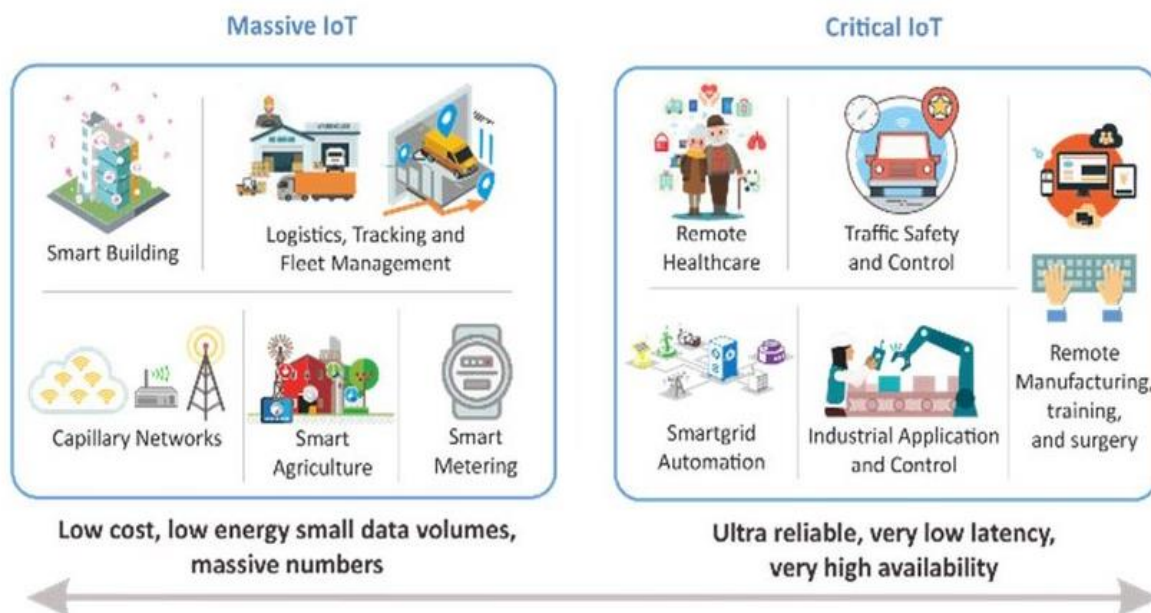 Massive IoT
Smart Building
Logistics, Tracking and
Fleet Management
Capillary Networks
Smart
Agriculture
Smart
Metering
Low cost, low energy small data volumes,
massive numbers
Critical IoT
Remote
Healthcare
Traffic Safety
and Control
Smartgrid
Automation
Industrial Application
and Control
Remote
Manufacturing,
training,
and surgery
Ultra reliable, very low latency,
very high availability